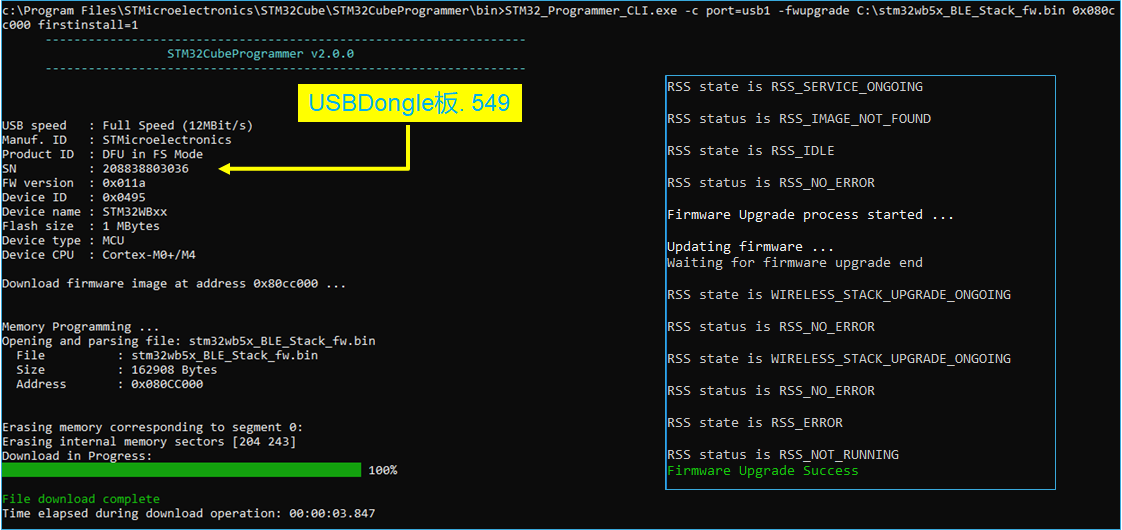 c:\Program Files\STMicroelectronics\STM32Cube\STM32CubeProgrammer\bin>STM32_Programmer_CLI.exe -c port=usb1 -fwupgrade C:\stm32wb5x_BLE_Stack_fw.bin 0x080c
c000 firstinstall=1
-------------------------------------------------------------------
STM32CubeProgrammer v2.0.0
-------------------------------------------------------------------
USBDongle板. 549
USB speed   : Full Speed (12MBit/s)
Manuf. ID   : STMicroelectronics
Product ID  : DFU in FS Mode
SN          : 208838803036
FW version  : 0x011a
Device ID   : 0x0495
Device name : STM32WBxx
Flash size  : 1 MBytes
Device type : MCU
Device CPU  : Cortex-M0+/M4
Download firmware image at address 0x80cc000 ...
Memory Programming ...
Opening and parsing file: stm32wb5x_BLE_Stack_fw.bin
File          : stm32wb5x_BLE_Stack_fw.bin
Size          : 162908 Bytes
Address       : 0x080CC000
Erasing memory corresponding to segment 0:
Erasing internal memory sectors [204 243]
Download in Progress:
100%
File download complete
Time elapsed during download operation: 00:00:03.847
RSS state is RSS_SERVICE_ONGOING
RSS status is RSS_IMAGE_NOT_FOUND
RSS state is RSS_IDLE
RSS status is RSS_NO_ERROR
Firmware Upgrade process started ...
Updating firmware ...
Waiting for firmware upgrade end
RSS state is WIRELESS_STACK_UPGRADE_ONGOING
RSS status is RSS_NO_ERROR
RSS state is WIRELESS_STACK_UPGRADE_ONGOING
RSS status is RSS_NO_ERROR
RSS state is RSS_ERROR
RSS status is RSS_NOT_RUNNING
Firmware Upgrade Success